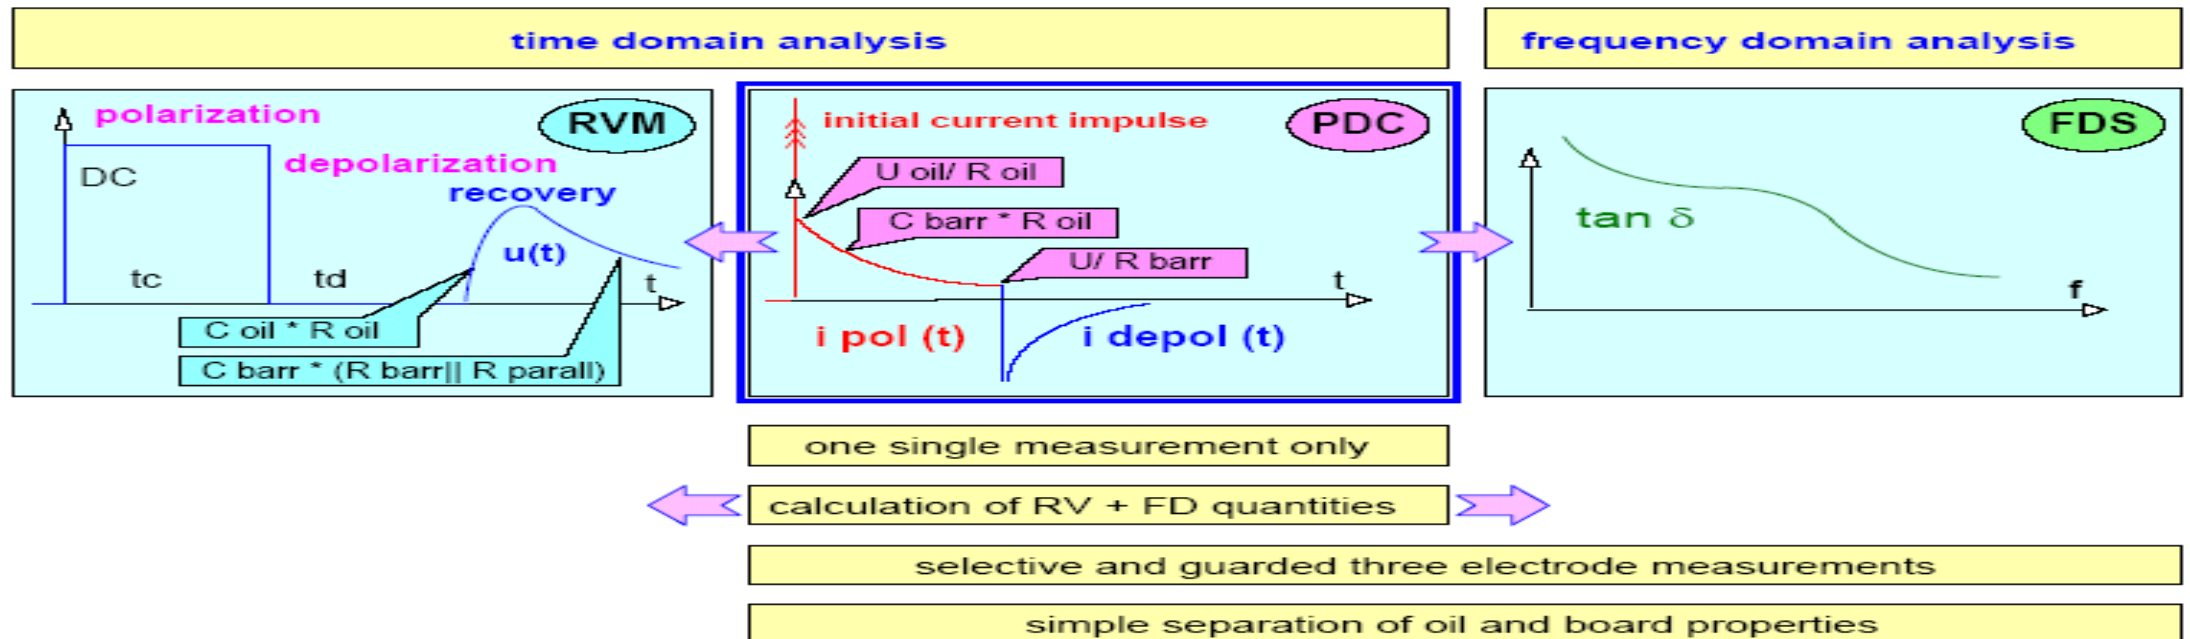 time domain analysis
frequency domain analysis
polarization
RVM
DC
depolarization
recovery
u(t)
tc
td
t
C oil * R oil
C barr * (R barr|| R parall)
initial current impulse
PDC
U oil/ R oil
C barr * R oil
U/ R barr
t
i pol (t)
i depol (t)
FDS
tan δ
f
one single measurement only
calculation of RV + FD quantities
selective and guarded three electrode measurements
simple separation of oil and board properties